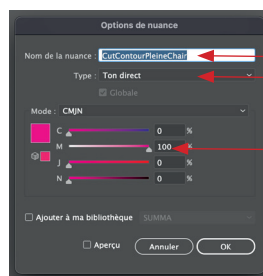 Options de nuance
Nom de la nuance : CutContourPleineChair
Type : Ton direct
Globale
Mode : CMJN
C 0 %
M 100 %
J 0 %
N 0 %
Ajouter à ma bibliothèque SUMMA
Aperçu Annuler OK